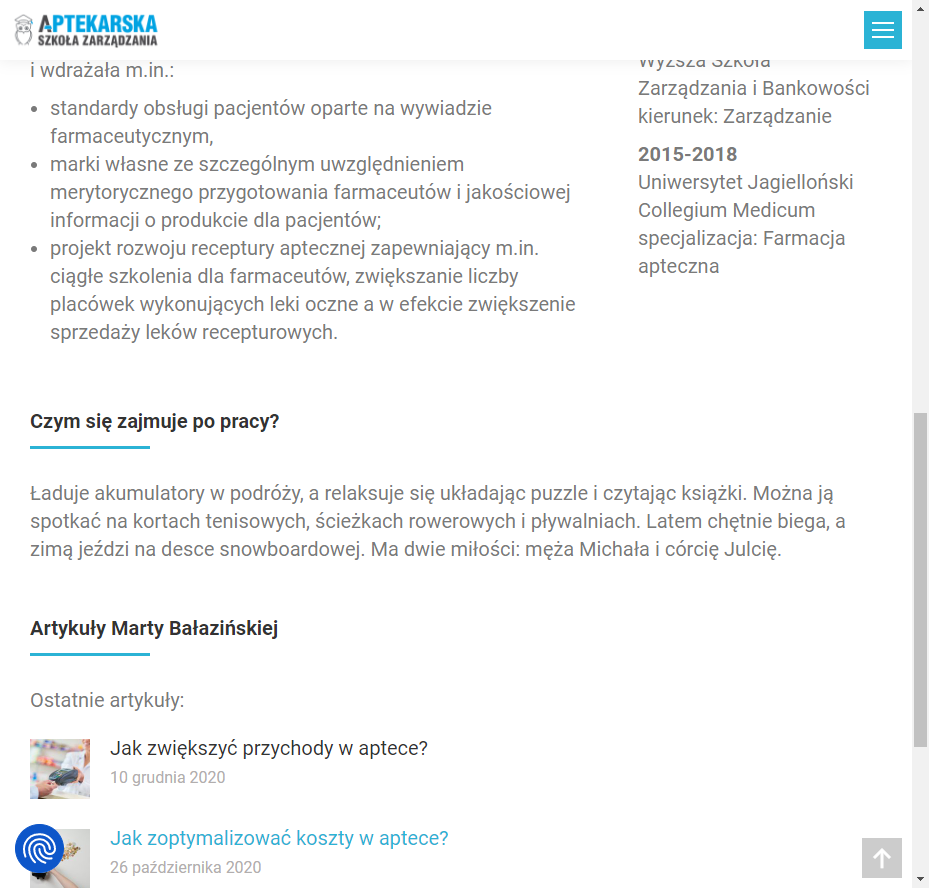 APTEKARSKA
SZKOŁA ZARZĄDZANIA
i wdrażała m.in.:
standardy obsługi pacjentów oparte na wywiadzie
farmaceutycznym,
marki własne ze szczególnym uwzględnieniem
merytorycznego przygotowania farmaceutów i jakościowej
informacji o produkcie dla pacjentów;
projekt rozwoju receptury aptecznej zapewniający m.in.
ciągłe szkolenia dla farmaceutów, zwiększanie liczby
placówek wykonujących leki oczne a w efekcie zwiększenie
sprzedaży leków recepturowych.
Wyższa Szkoła
Zarządzania i Bankowości
kierunek: Zarządzanie
2015-2018
Uniwersytet Jagielloński
Collegium Medicum
specjalizacja: Farmacja
apteczna
Czym się zajmuje po pracy?
Ładuje akumulatory w podróży, a relaksuje się układając puzzle i czytając książki. Można ją
spotkać na kortach tenisowych, ścieżkach rowerowych i pływalniach. Latem chętnie biega, a
zimą jeździ na desce snowboardowej. Ma dwie miłości: męża Michała i córcię Julcię.
Artykuły Marty Bałazińskiej
Ostatnie artykuły:
Jak zwiększyć przychody w aptece?
10 grudnia 2020
Jak zoptymalizować koszty w aptece?
26 października 2020